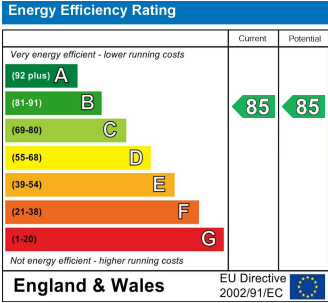 Energy Efficiency Rating
Current Potential
Very energy efficient - lower running costs
(92 plus) A
(81-91) B
85 85
(69-80) C
(55-68) D
(39-54) E
(21-38) F
(1-20) G
Not energy efficient - higher running costs
England & Wales
EU Directive
2002/91/EC